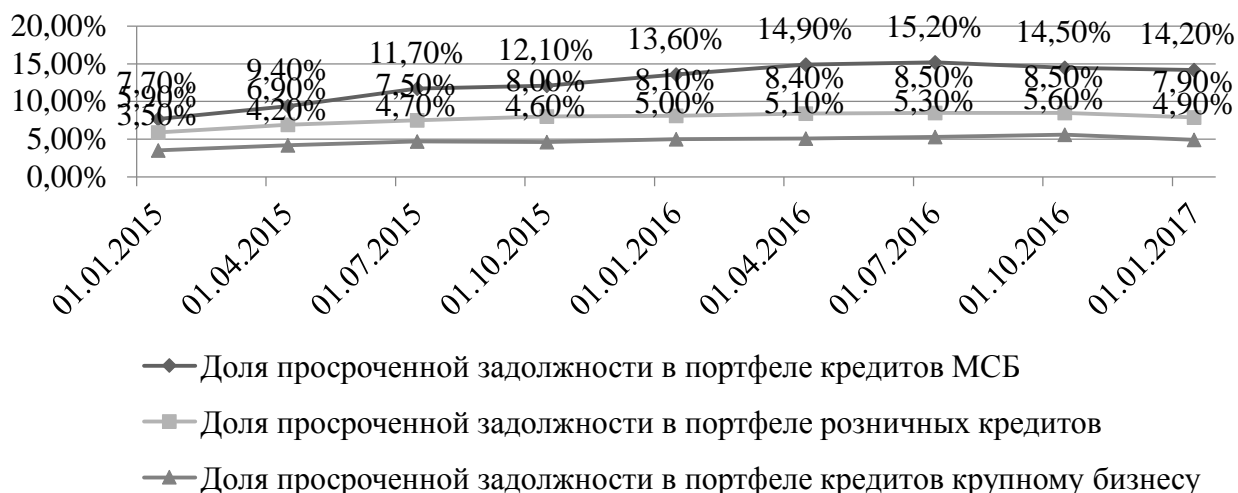 20,00%
15,00%
10,00%
5,00%
0,00%
7,70% 9,40% 11,70% 12,10% 13,60% 14,90% 15,20% 14,50% 14,20%
5,90% 6,90% 7,50% 8,00% 8,10% 8,40% 8,50% 8,50% 7,90%
3,50% 4,20% 4,70% 4,60% 5,00% 5,10% 5,30% 5,60% 4,90%
01.01.2015 01.04.2015 01.07.2015 01.10.2015 01.01.2016 01.04.2016 01.07.2016 01.10.2016 01.01.2017
Доля просроченной задолжности в портфеле кредитов МСБ
Доля просроченной задолжности в портфеле розничных кредитов
Доля просроченной задолжности в портфеле кредитов крупному бизнесу